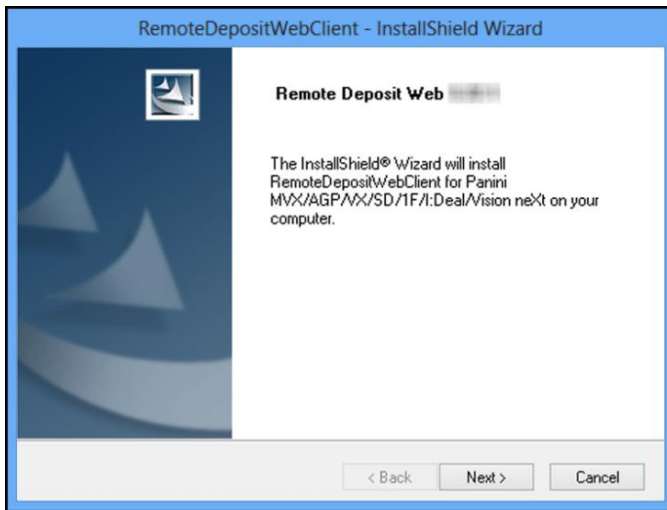 RemoteDepositWebClient - InstallShield Wizard
Remote Deposit Web
The InstallShield® Wizard will install
RemoteDepositWebClient for Panini
MVX/AGP/VX/SD/1F/I:Deal/Vision neXt on your
computer.
< Back
Next >
Cancel